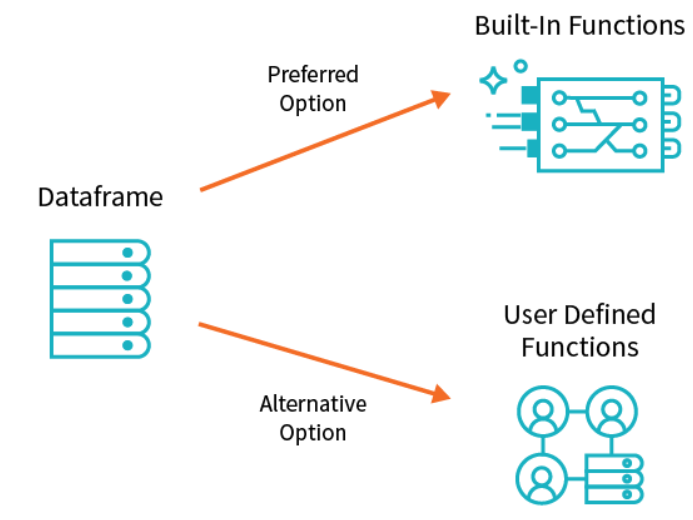 Built-In Functions
Preferred
Option
Dataframe
User Defined
Functions
Alternative
Option